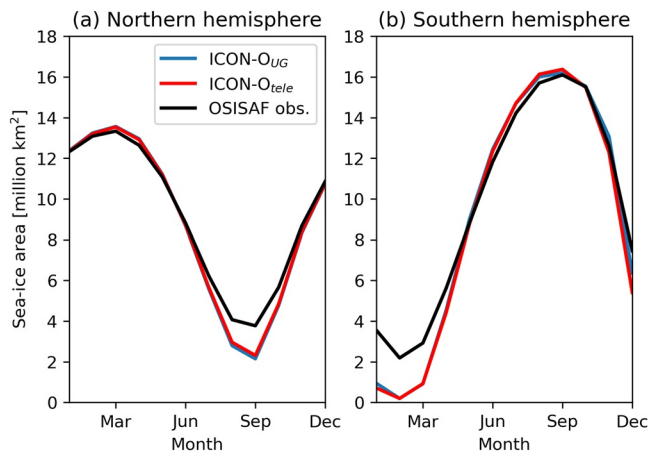 (a) Northern hemisphere
(b) Southern hemisphere
ICON-O_UG
ICON-O_tele
OSISAF obs.
Sea-ice area [million km²]
18
16
14
12
10
8
6
4
2
0
Mar
Jun
Sep
Dec
Month
18
16
14
12
10
8
6
4
2
0
Mar
Jun
Sep
Dec
Month